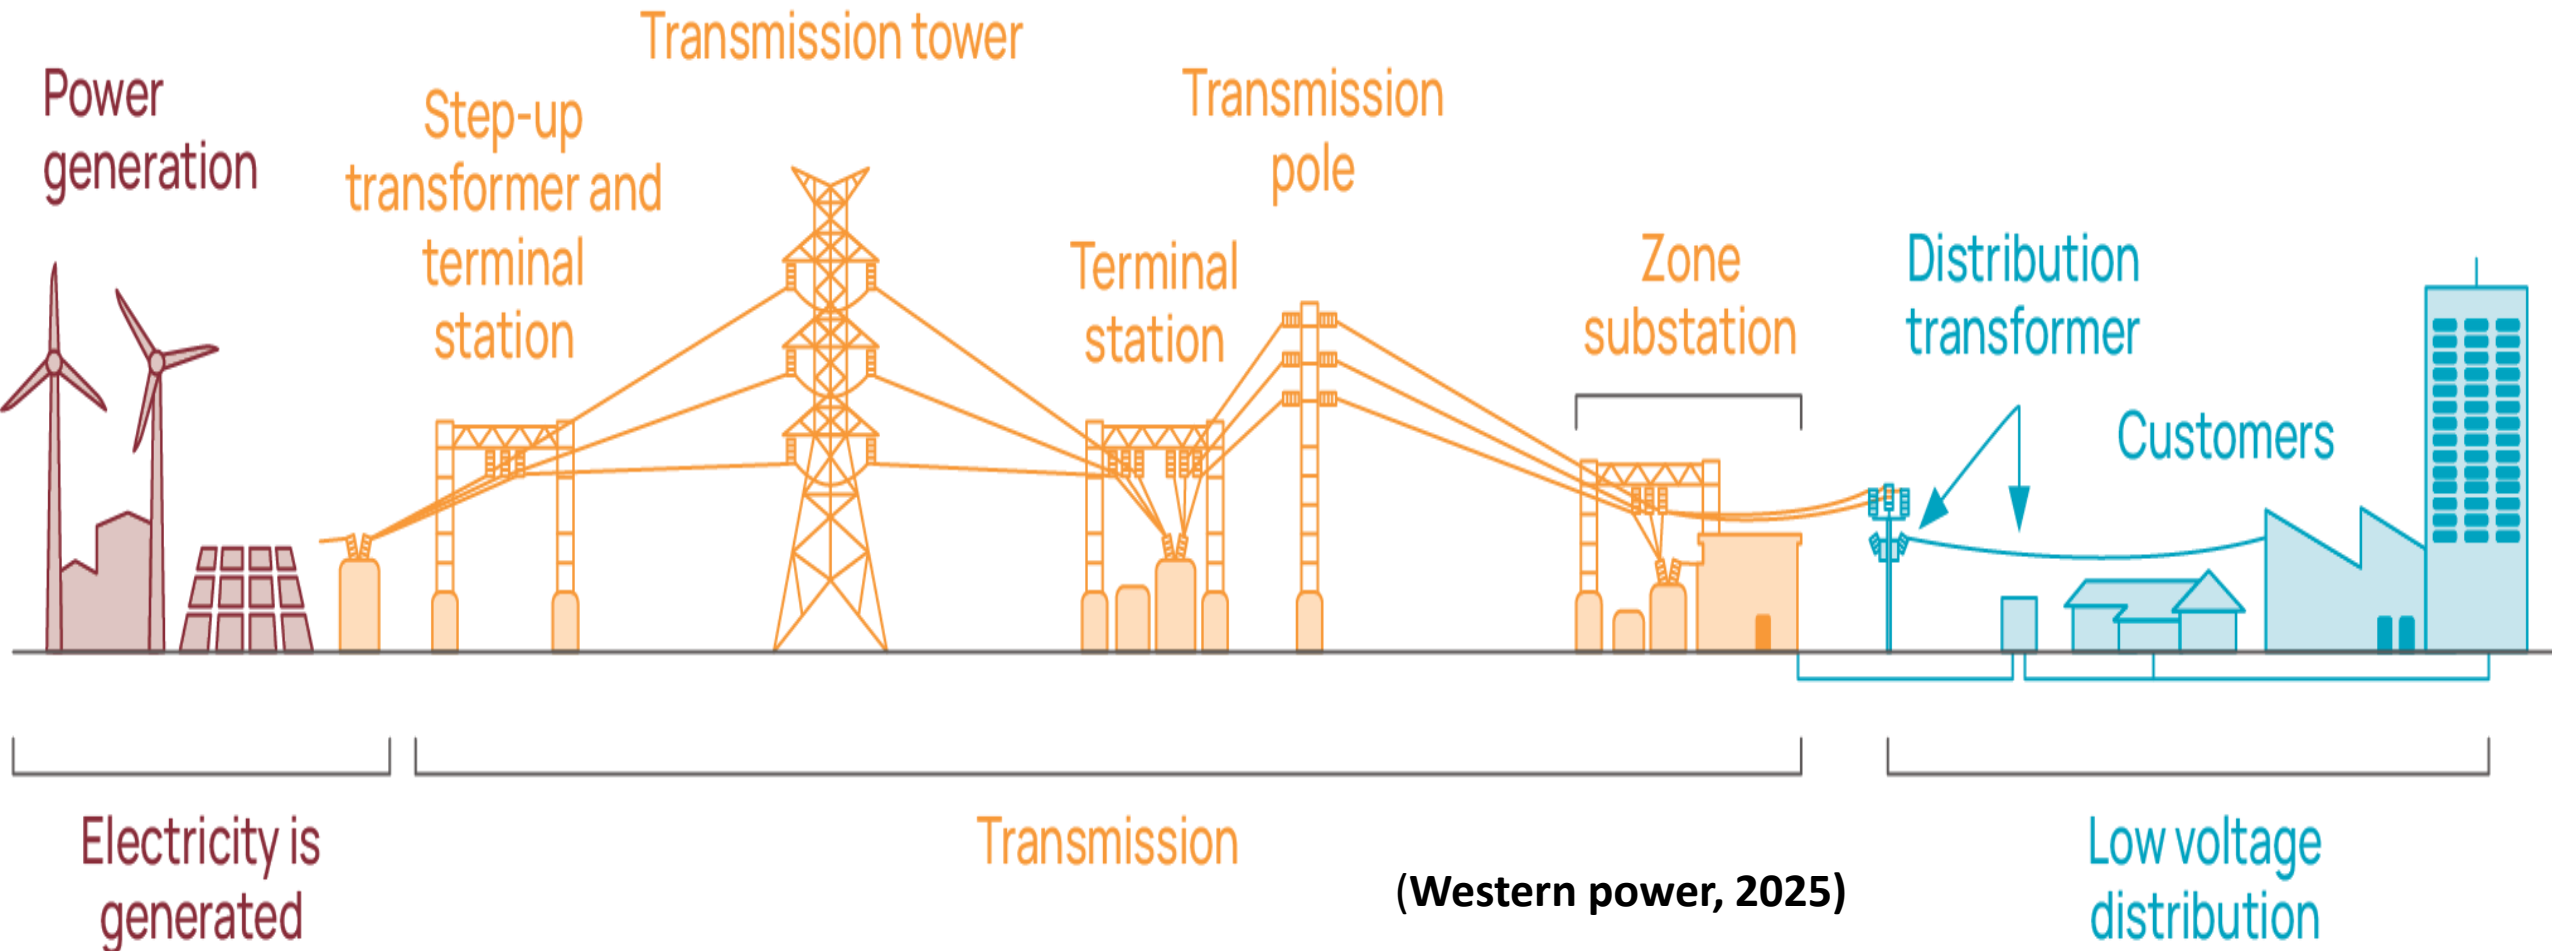 Power
generation
Step-up
transformer and
terminal
station
Transmission tower
Terminal
station
Transmission
pole
Zone
substation
Distribution
transformer
Customers
Electricity is
generated
Transmission
(Western power, 2025)
Low voltage
distribution